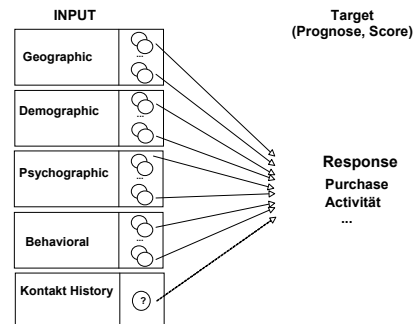 INPUT
Target
(Prognose, Score)
Geographic
...
Demographic
...
Psychographic
...
Behavioral
...
Kontakt History
?
Response
Purchase
Activität
...